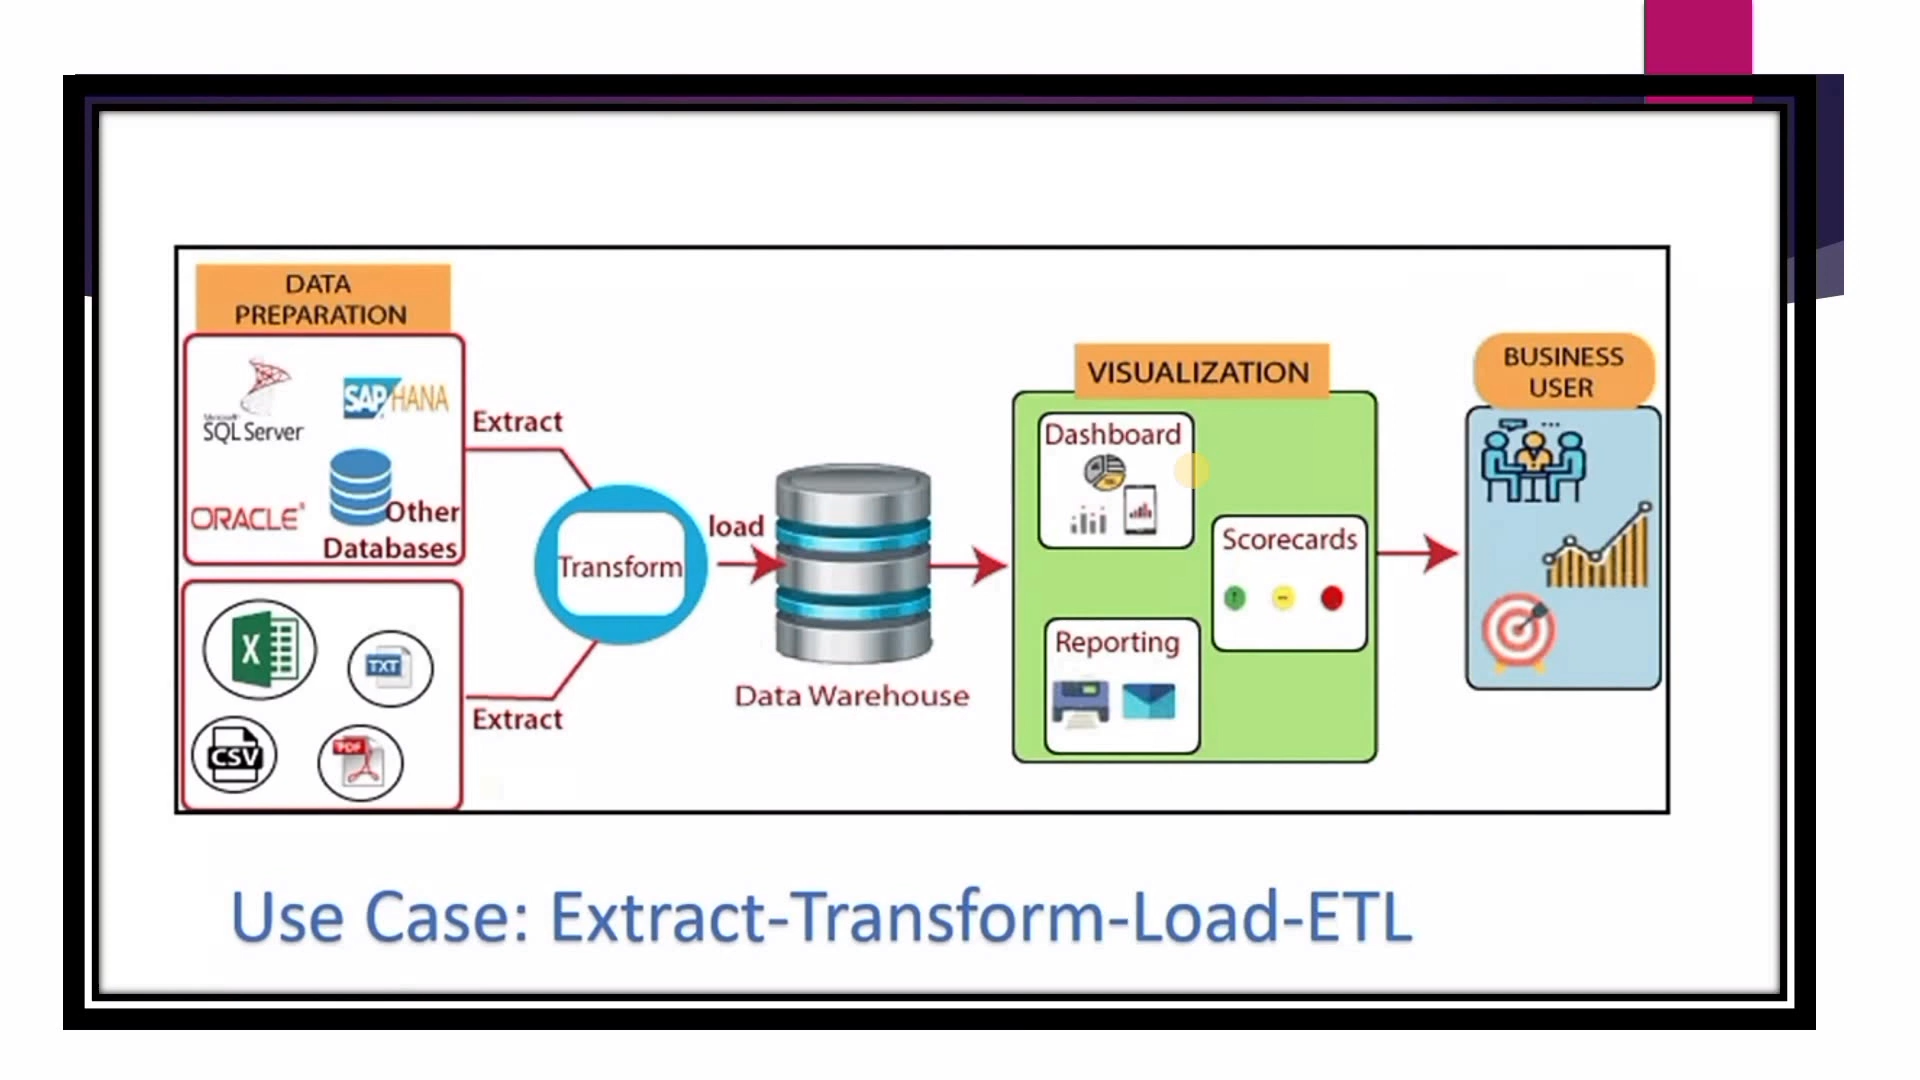 DATA
PREPARATION
Microsoft
SQL Server
SAP HANA
ORACLE
Other
Databases
Extract
X
TXT
CSV
PDF
Extract
Transform
load
Data Warehouse
VISUALIZATION
Dashboard
Scorecards
Reporting
BUSINESS
USER
Use Case: Extract-Transform-Load-ETL